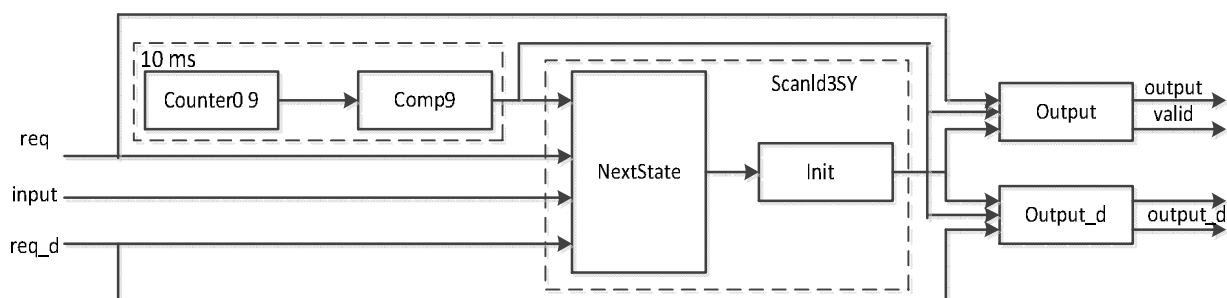 10 ms
ScanId3SY
Counter0 9
Comp9
output
Output
valid
req
NextState
Init
input
Output_d
output_d
req_d